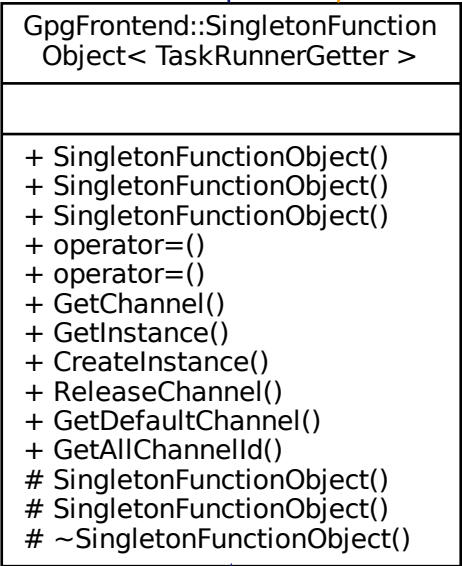 GpgFrontend::SingletonFunction
Object< TaskRunnerGetter >
+ SingletonFunctionObject()
+ SingletonFunctionObject()
+ SingletonFunctionObject()
+ operator=()
+ operator=()
+ GetChannel()
+ GetInstance()
+ CreateInstance()
+ ReleaseChannel()
+ GetDefaultChannel()
+ GetAllChannelId()
# SingletonFunctionObject()
# SingletonFunctionObject()
# ~SingletonFunctionObject()